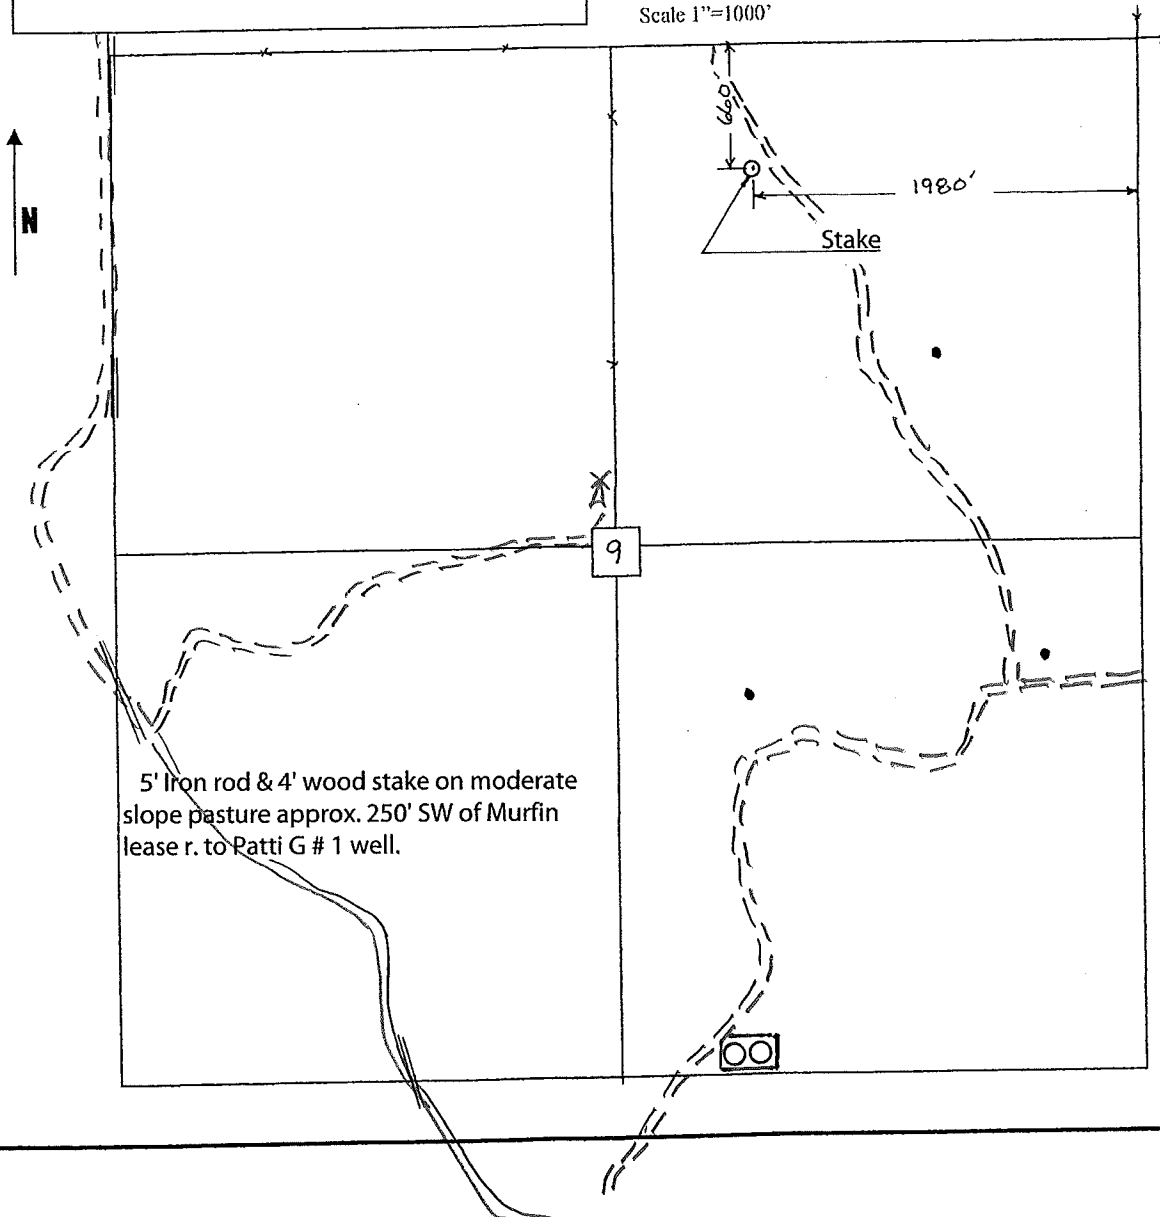 Scale 1"=1000'
660'
N
1980'
Stake
9
5' Iron rod & 4' wood stake on moderate
slope pasture approx. 250' SW of Murfin
lease r. to Patti G # 1 well.